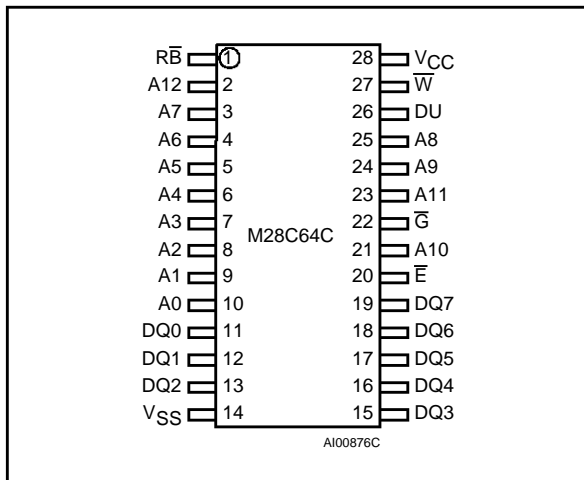 RB̅ 1 28 VCC
A12 2 27 W̅
A7 3 26 DU
A6 4 25 A8
A5 5 24 A9
A4 6 23 A11
A3 7 22 G̅
M28C64C
A2 8 21 A10
A1 9 20 E̅
A0 10 19 DQ7
DQ0 11 18 DQ6
DQ1 12 17 DQ5
DQ2 13 16 DQ4
VSS 14 15 DQ3
AI00876C